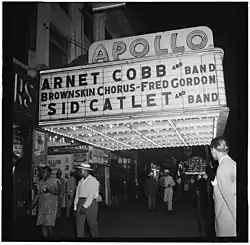 APOLLO
ARNET COBB AND BAND
BROWNSKIN CHORUS-FRED GORDON
"SID" CATLET AND BAND